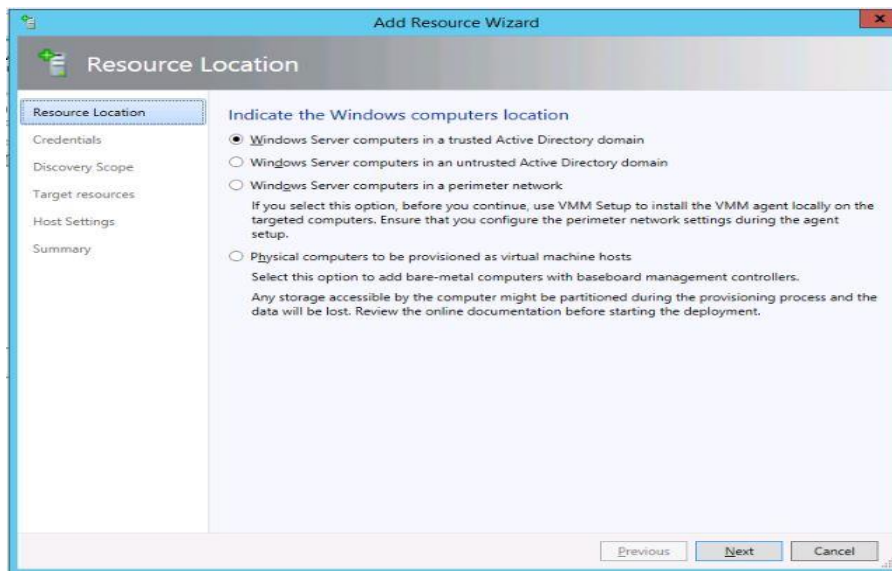 Add Resource Wizard
x
Resource Location
Resource Location
Credentials
Discovery Scope
Target resources
Host Settings
Summary
Indicate the Windows computers location
Windows Server computers in a trusted Active Directory domain
Windows Server computers in an untrusted Active Directory domain
Windows Server computers in a perimeter network
If you select this option, before you continue, use VMM Setup to install the VMM agent locally on the
targeted computers. Ensure that you configure the perimeter network settings during the agent
setup.
Physical computers to be provisioned as virtual machine hosts
Select this option to add bare-metal computers with baseboard management controllers.
Any storage accessible by the computer might be partitioned during the provisioning process and the
data will be lost. Review the online documentation before starting the deployment.
Previous
Next
Cancel